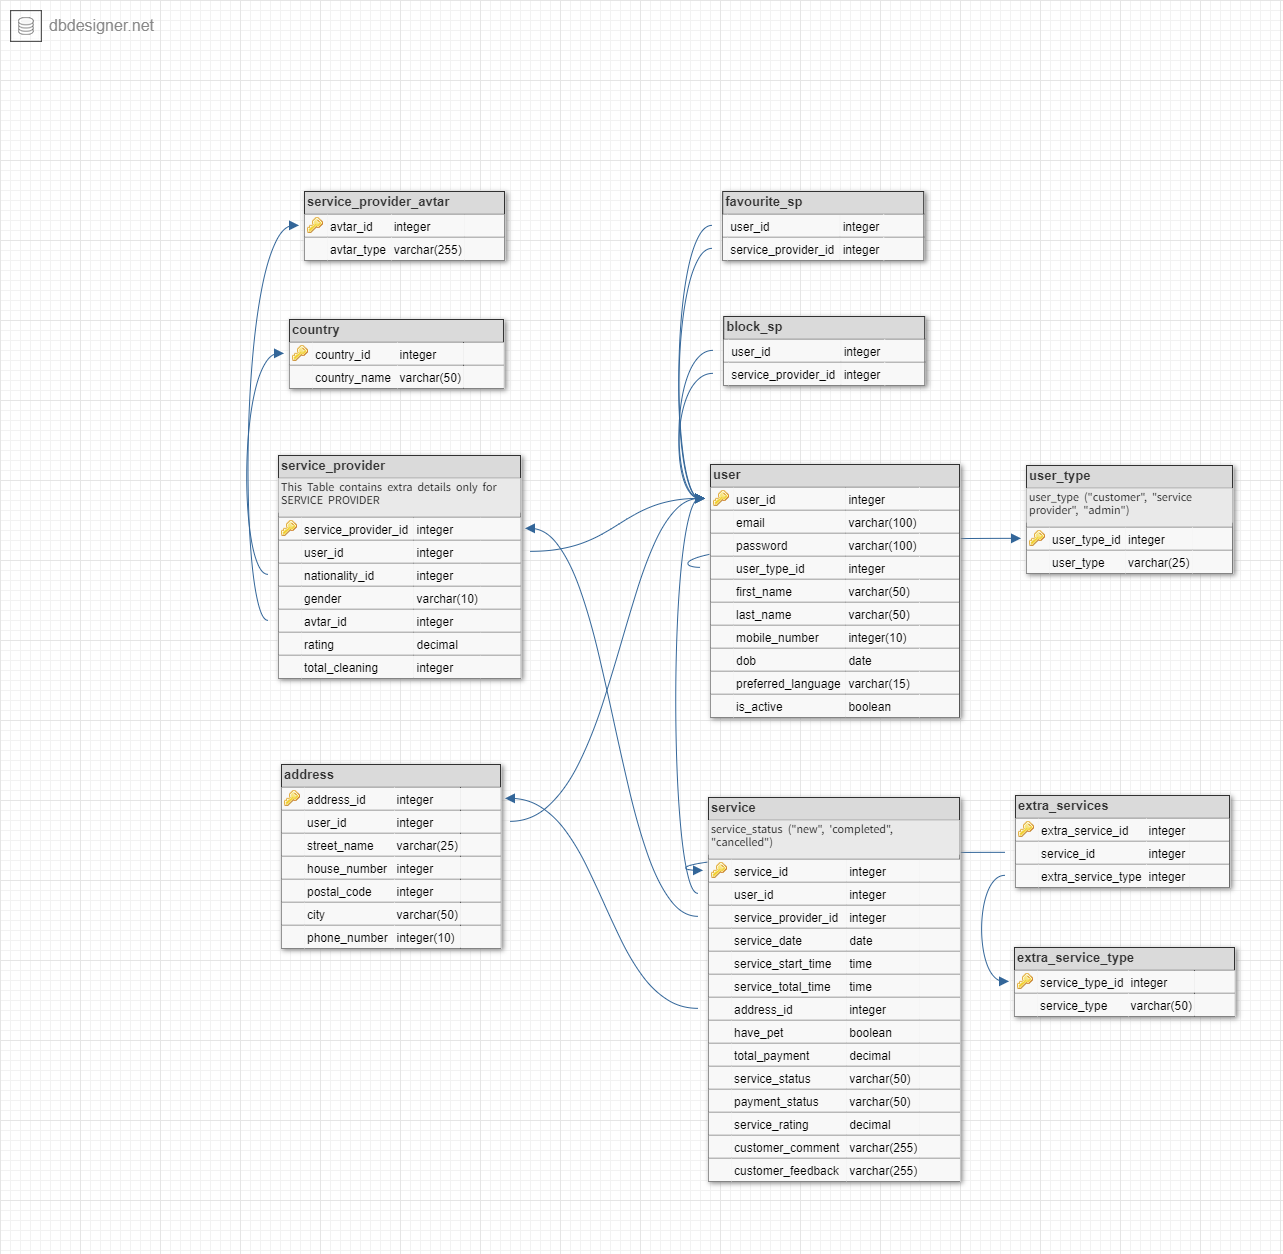 dbdesigner.net
service_provider_avtar
avtar_id integer
avtar_type varchar(255)
country
country_id integer
country_name varchar(50)
service_provider
This Table contains extra details only for
SERVICE PROVIDER
service_provider_id integer
user_id integer
nationality_id integer
gender varchar(10)
avtar_id integer
rating decimal
total_cleaning integer
address
address_id integer
user_id integer
street_name varchar(25)
house_number integer
postal_code integer
city varchar(50)
phone_number integer(10)
favourite_sp
user_id integer
service_provider_id integer
block_sp
user_id integer
service_provider_id integer
user
user_id integer
email varchar(100)
password varchar(100)
user_type_id integer
first_name varchar(50)
last_name varchar(50)
mobile_number integer(10)
dob date
preferred_language varchar(15)
is_active boolean
service
service_status ("new", 'completed",
"cancelled")
service_id integer
user_id integer
service_provider_id integer
service_date date
service_start_time time
service_total_time time
address_id integer
have_pet boolean
total_payment decimal
service_status varchar(50)
payment_status varchar(50)
service_rating decimal
customer_comment varchar(255)
customer_feedback varchar(255)
user_type
user_type ("customer", "service
provider", "admin")
user_type_id integer
user_type varchar(25)
extra_services
extra_service_id integer
service_id integer
extra_service_type integer
extra_service_type
service_type_id integer
service_type varchar(50)